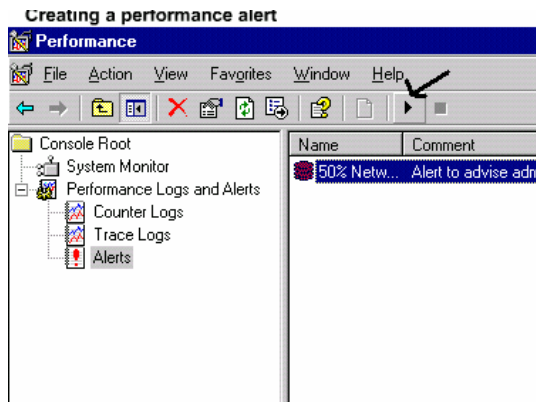 Creating a performance alert
Performance
File Action View Favorites Window Help
Console Root
System Monitor
Performance Logs and Alerts
Counter Logs
Trace Logs
Alerts
Name Comment
50% Netw... Alert to advise adm